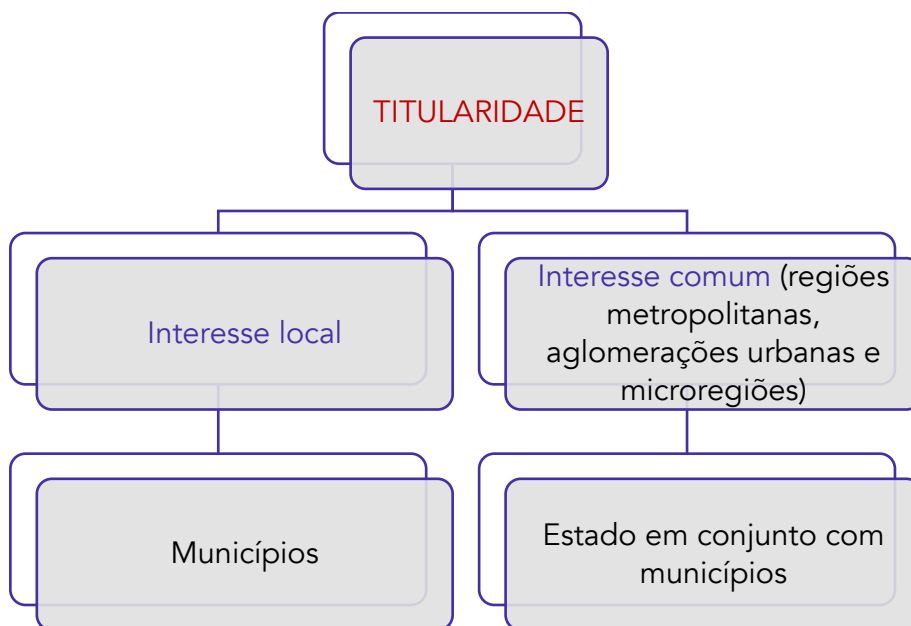 TITULARIDADE
Interesse local
Interesse comum (regiões
metropolitanas,
aglomerações urbanas e
microregiões)
Municípios
Estado em conjunto com
municípios